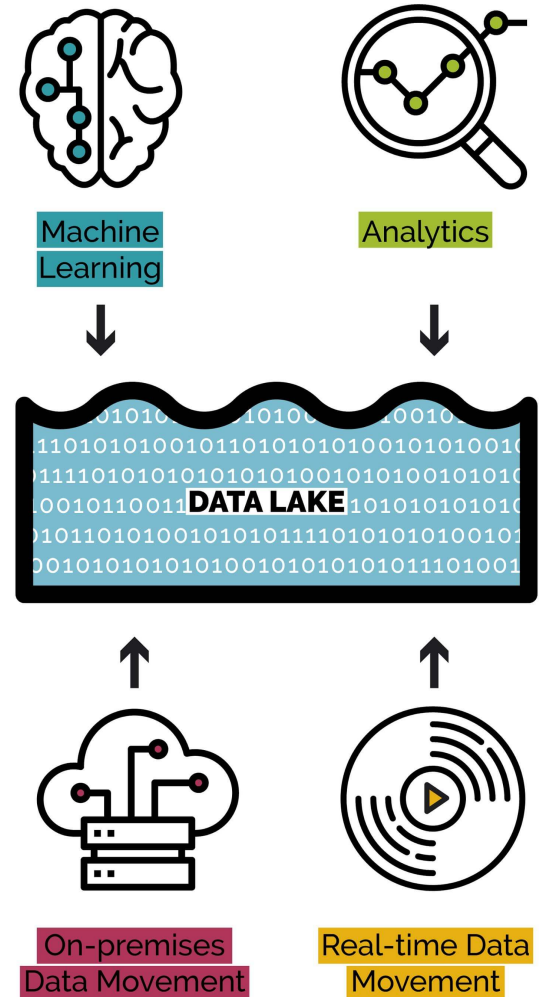 Machine
Learning
Analytics
DATA LAKE
On-premises
Data Movement
Real-time Data
Movement